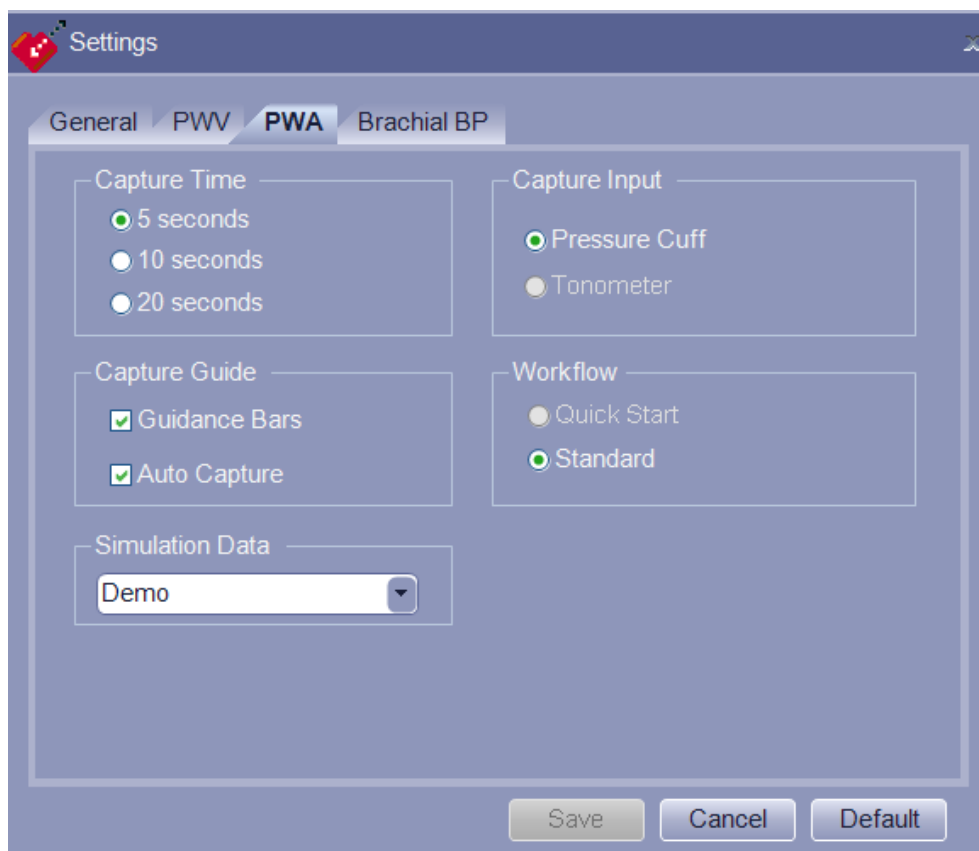 Settings
General PWV PWA Brachial BP
Capture Time
5 seconds
10 seconds
20 seconds
Capture Input
Pressure Cuff
Tonometer
Capture Guide
Guidance Bars
Auto Capture
Workflow
Quick Start
Standard
Simulation Data
Demo
Save Cancel Default